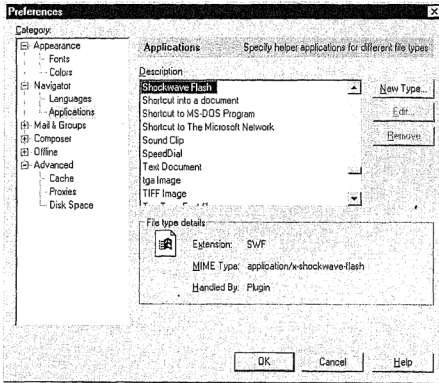 Preferences
Category:
Appearance
Fonts
Colors
Navigator
Languages
Applications
Mail & Groups
Composer
Offline
Advanced
Cache
Proxies
Disk Space
Applications Specify helper applications for different file types
Description
Shockwave Flash
Shortcut into a document
Shortcut to MS-DOS Program
Shortcut to The Microsoft Network
Sound Clip
SpeedDial
Text Document
tga Image
TIFF Image
New Type...
Edit...
Remove
File type details
Extension: SWF
MIME Type: application/x-shockwave-flash
Handled By: Plugin
OK Cancel Help